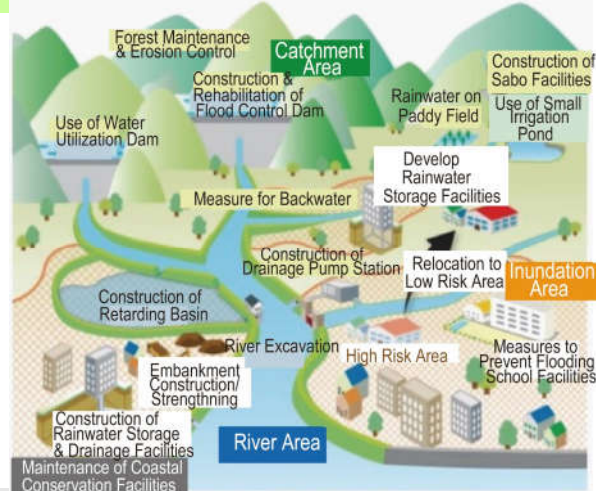 Forest Maintenance
& Erosion Control
Catchment
Area
Construction of
Sabo Facilities
Construction &
Rehabilitation of
Flood Control Dam
Rainwater on
Paddy Field
Use of Small
Irrigation
Pond
Use of Water
Utilization Dam
Develop
Rainwater
Storage Facilities
Measure for Backwater
Construction of
Drainage Pump Station
Relocation to
Low Risk Area
Inundation
Area
Construction of
Retarding Basin
River Excavation
High Risk Area
Measures to
Prevent Flooding
School Facilities
Embankment
Construction/
Strengthning
Construction of
Rainwater Storage
& Drainage Facilities
River Area
Maintenance of Coastal
Conservation Facilities